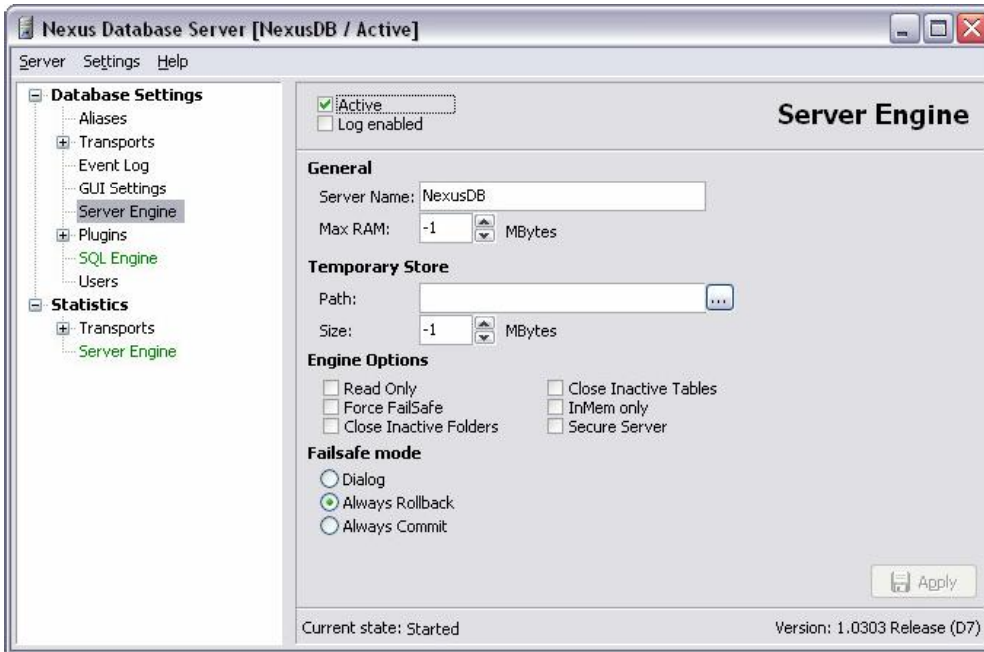 Nexus Database Server [NexusDB / Active]
Server Settings Help
Database Settings
Aliases
Transports
Event Log
GUI Settings
Server Engine
Plugins
SQL Engine
Users
Statistics
Transports
Server Engine
Active
Log enabled
Server Engine
General
Server Name: NexusDB
Max RAM: -1 MBytes
Temporary Store
Path: ...
Size: -1 MBytes
Engine Options
Read Only Close Inactive Tables
Force FailSafe InMem only
Close Inactive Folders Secure Server
Failsafe mode
Dialog
Always Rollback
Always Commit
Apply
Current state: Started Version: 1.0303 Release (D7)